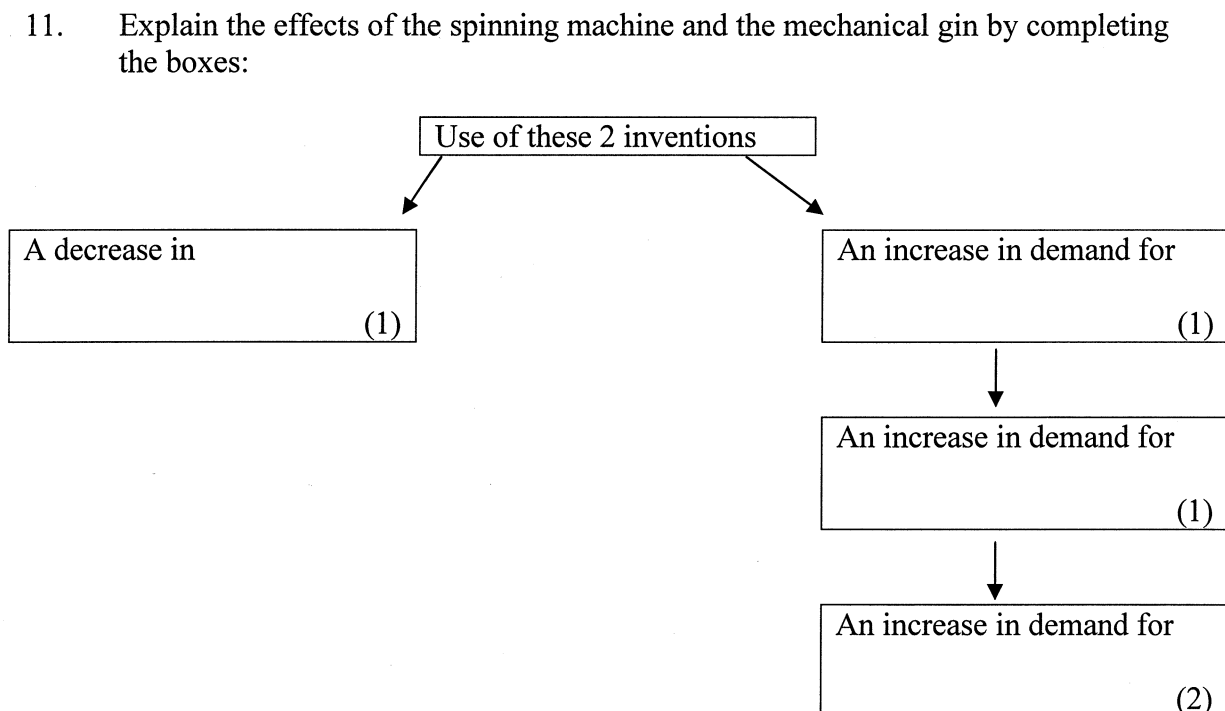 11. Explain the effects of the spinning machine and the mechanical gin by completing
the boxes:
Use of these 2 inventions
A decrease in
(1)
An increase in demand for
(1)
An increase in demand for
(1)
An increase in demand for
(2)